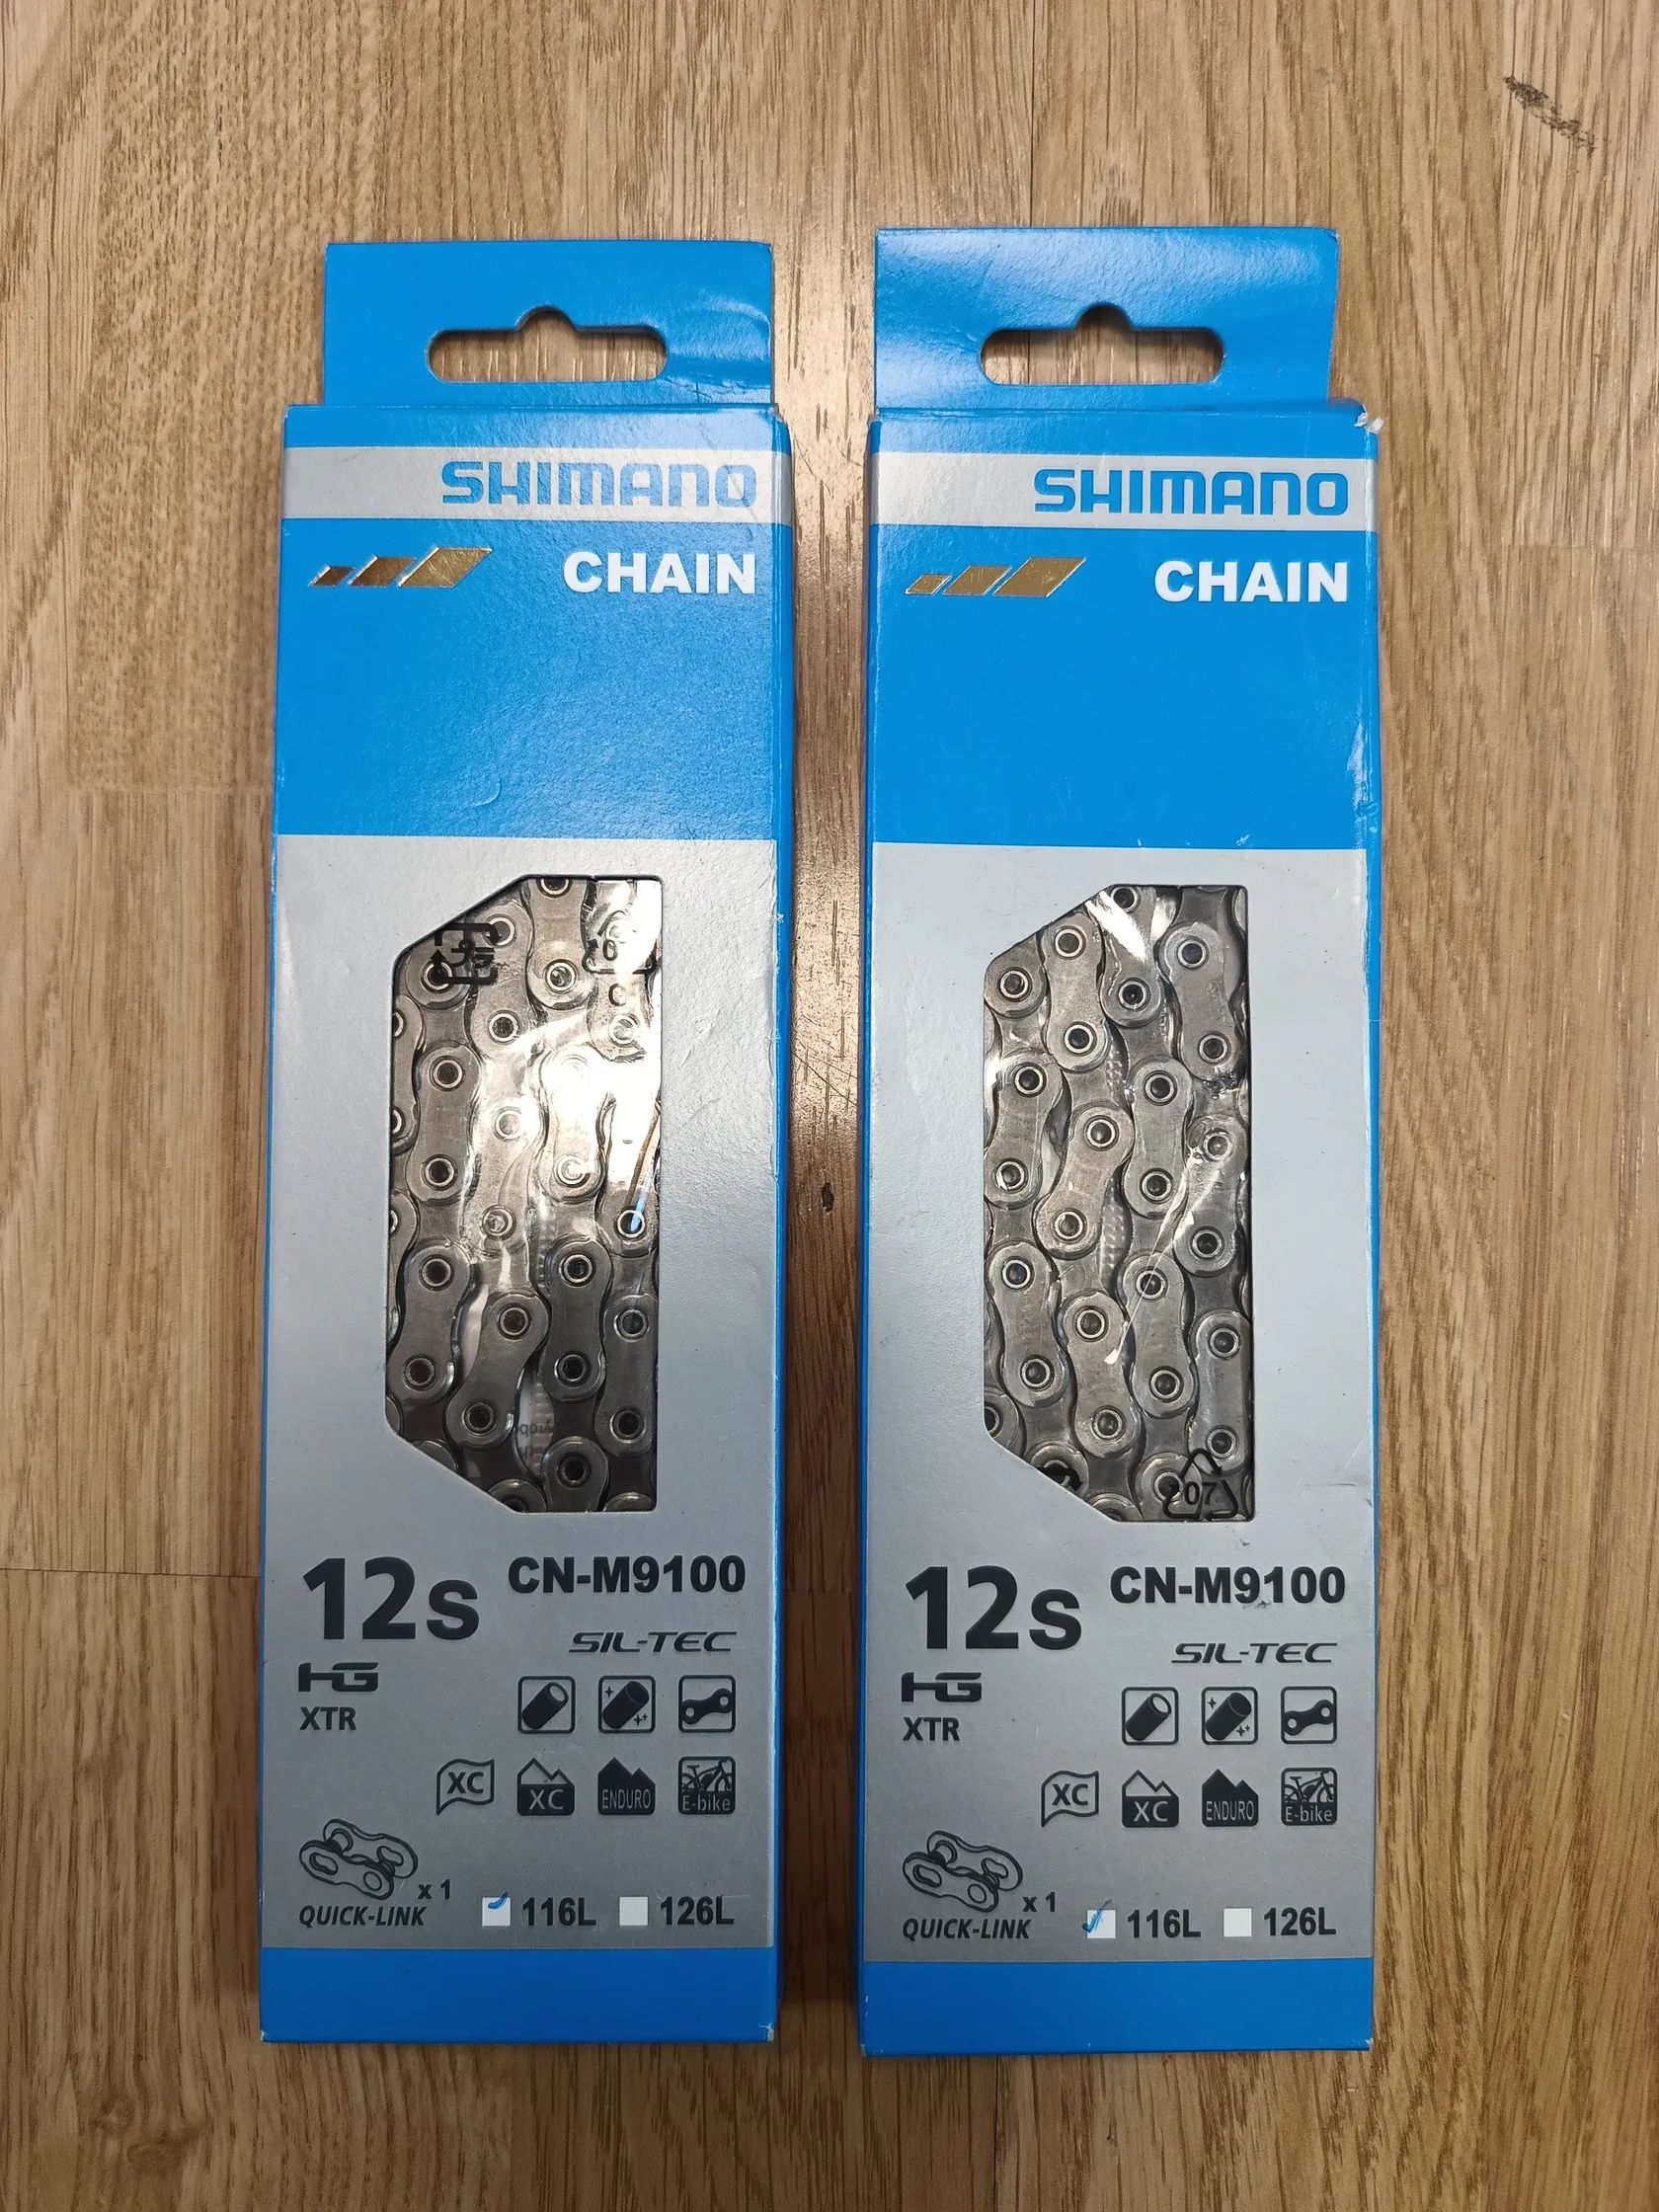 SHIMANO
CHAIN
12s
CN-M9100
SIL-TEC
HG
XTR
XC
XC
ENDURO
E-bike
x 1
QUICK-LINK
116L
126L
SHIMANO
CHAIN
07
12s
CN-M9100
SIL-TEC
HG
XTR
XC
XC
ENDURO
E-bike
x 1
QUICK-LINK
116L
126L